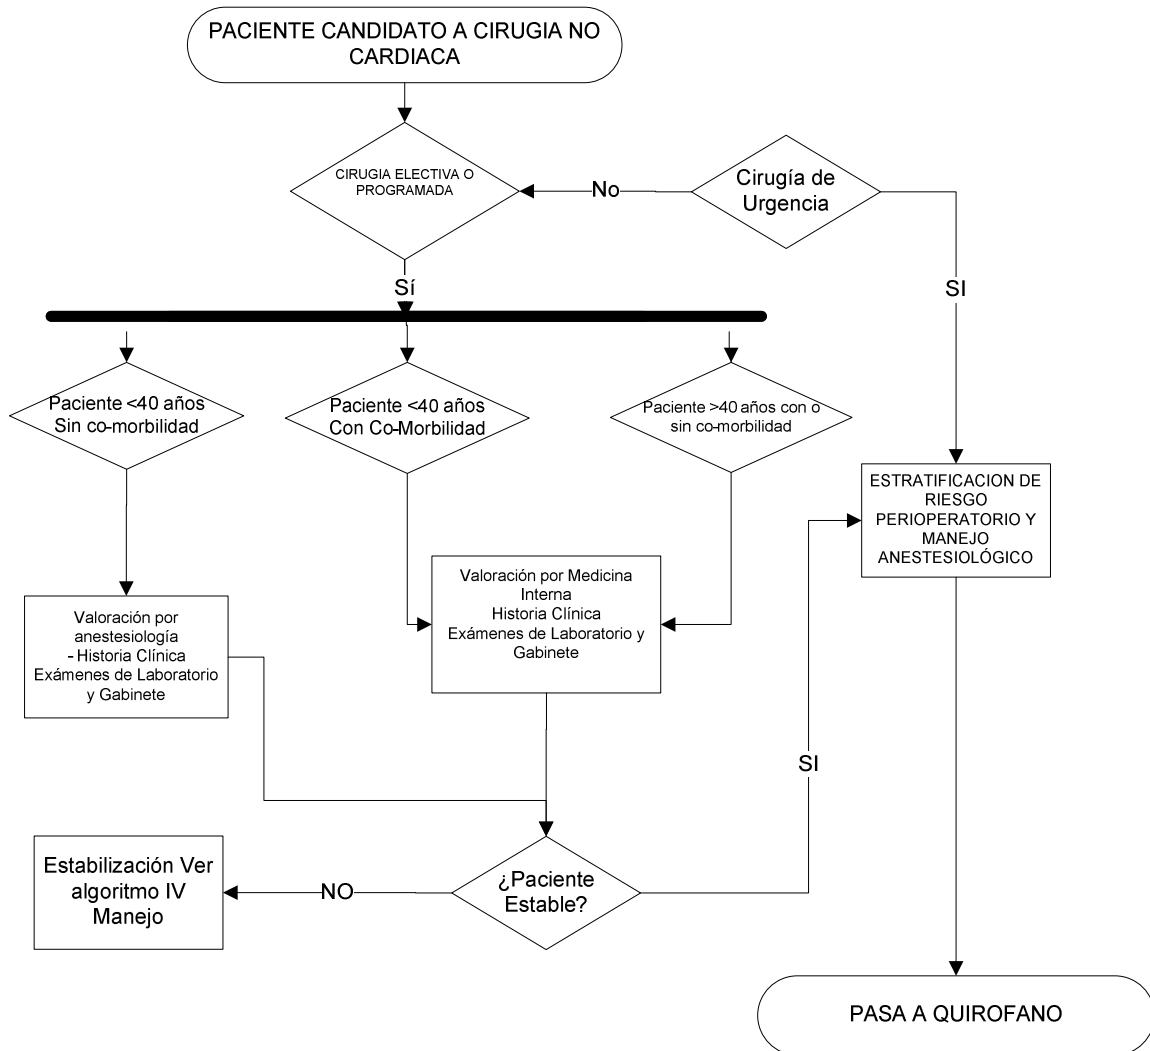 PACIENTE CANDIDATO A CIRUGIA NO
CARDIACA
CIRUGIA ELECTIVA O
PROGRAMADA
No
Cirugía de
Urgencia
Sí
SI
Paciente <40 años
Sin co-morbilidad
Paciente <40 años
Con Co-Morbilidad
Paciente >40 años con o
sin co-morbilidad
ESTRATIFICACION DE
RIESGO
PERIOPERATORIO Y
MANEJO
ANESTESIOLÓGICO
Valoración por
anestesiología
- Historia Clínica
Exámenes de Laboratorio
y Gabinete
Valoración por Medicina
Interna
Historia Clínica
Exámenes de Laboratorio y
Gabinete
SI
Estabilización Ver
algoritmo IV
Manejo
NO
¿Paciente
Estable?
PASA A QUIROFANO